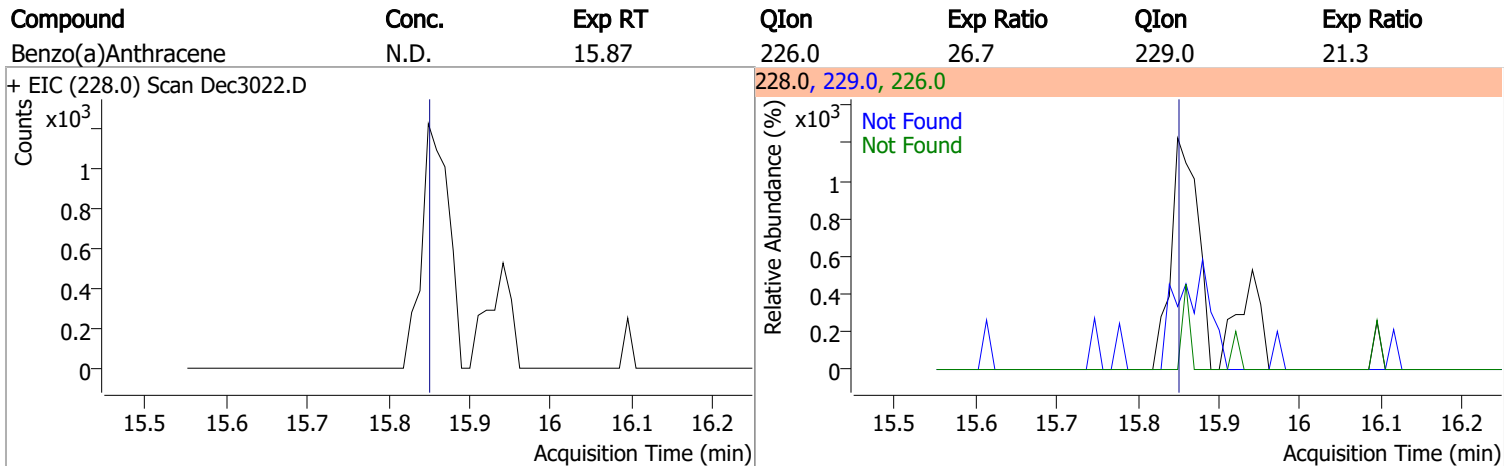 Compound Conc. Exp RT QIon Exp Ratio QIon Exp Ratio
Benzo(a)Anthracene N.D. 15.87 226.0 26.7 229.0 21.3
+ EIC (228.0) Scan Dec3022.D
Counts
x10³
1
0.8
0.6
0.4
0.2
0
15.5 15.6 15.7 15.8 15.9 16 16.1 16.2
Acquisition Time (min)
228.0, 229.0, 226.0
Relative Abundance (%)
x10³
Not Found
Not Found
1
0.8
0.6
0.4
0.2
0
15.5 15.6 15.7 15.8 15.9 16 16.1 16.2
Acquisition Time (min)